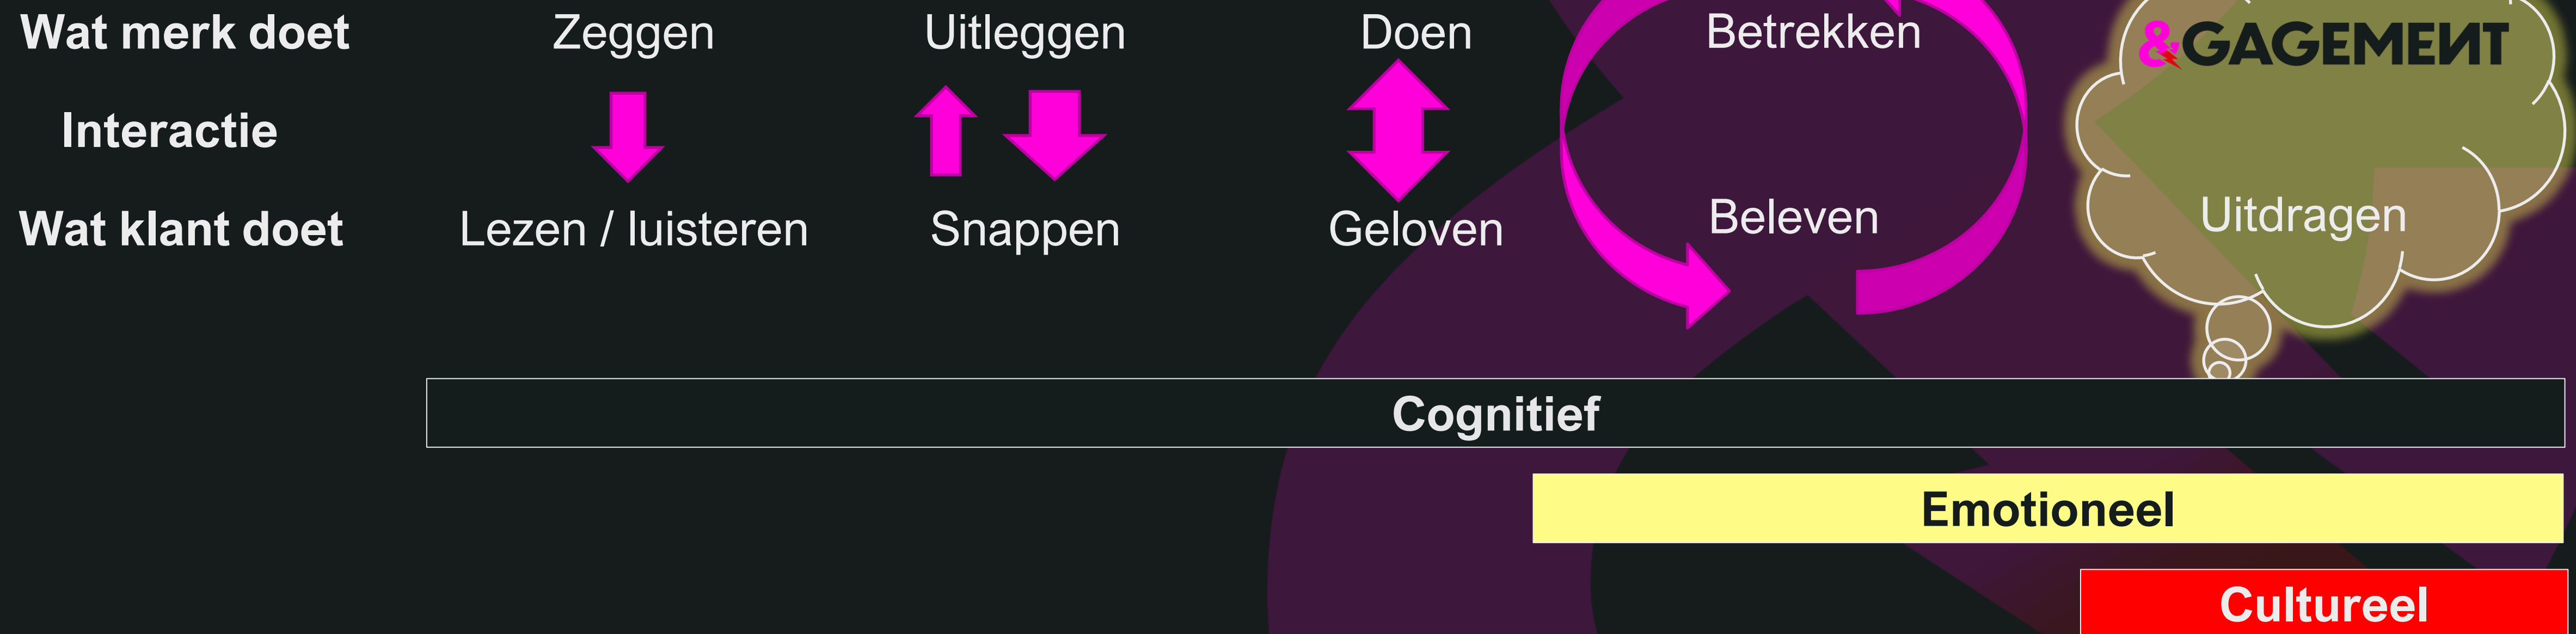 Wat merk doet Zeggen Uitleggen Doen Betrekken &GAGEMENT
Interactie
Wat klant doet Lezen / luisteren Snappen Geloven Beleven Uitdragen
Cognitief
Emotioneel
Cultureel